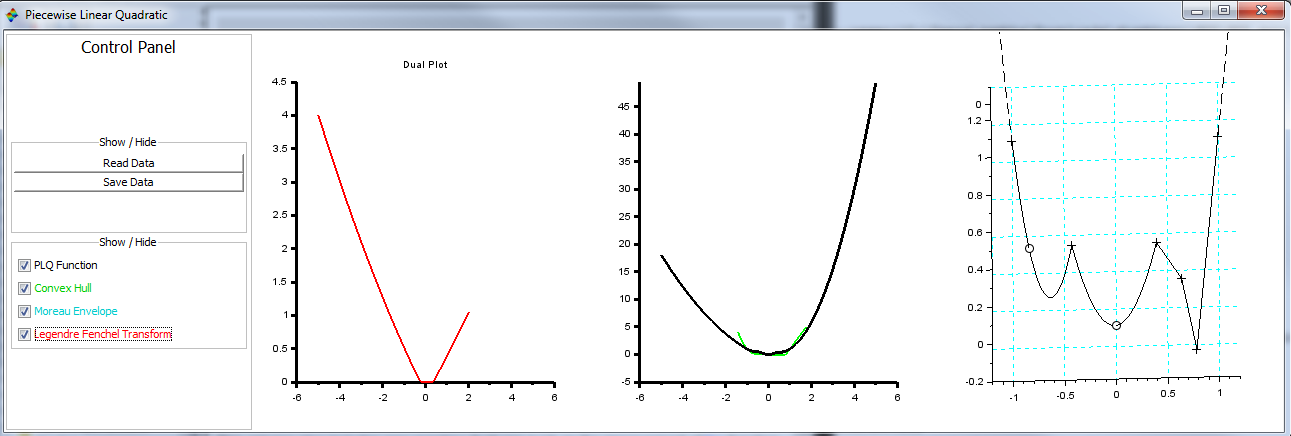 Piecewise Linear Quadratic
Control Panel
Show / Hide
Read Data
Save Data
Show / Hide
PLQ Function
Convex Hull
Moreau Envelope
Legendre Fenchel Transform
Dual Plot
4.5
4
3.5
3
2.5
2
1.5
1
0.5
0
-6 -4 -2 0 2 4 6
45
40
35
30
25
20
15
10
5
0
-5
-6 -4 -2 0 2 4 6
0
1.2
1
0.8
0.6
0.4
0.2
0
-0.2
-1 -0.5 0 0.5 1